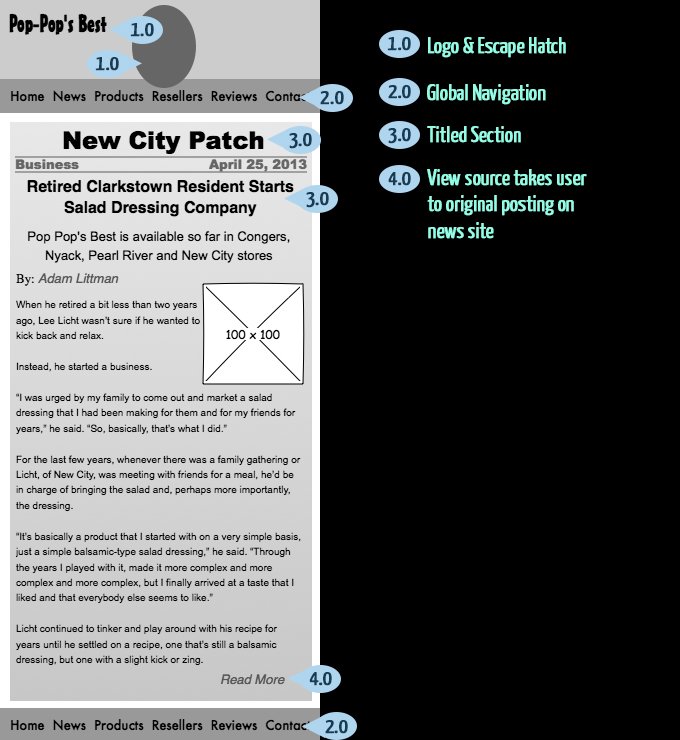 Pop-Pop's Best
1.0
1.0
Home News Products Resellers Reviews Contac
2.0
New City Patch
3.0
Business April 25, 2013
Retired Clarkstown Resident Starts
Salad Dressing Company
3.0
Pop Pop's Best is available so far in Congers,
Nyack, Pearl River and New City stores
By: Adam Littman
When he retired a bit less than two years
ago, Lee Licht wasn't sure if he wanted to
kick back and relax.
100 x 100
Instead, he started a business.
“I was urged by my family to come out and market a salad
dressing that I had been making for them and for my friends for
years,” he said. “So, basically, that’s what I did.”
For the last few years, whenever there was a family gathering or
Licht, of New City, was meeting with friends for a meal, he’d be
in charge of bringing the salad and, perhaps more importantly,
the dressing.
“It’s basically a product that I started with on a very simple basis,
just a simple balsamic-type salad dressing,” he said. “Through
the years I played with it, made it more complex and more
complex and more complex, but I finally arrived at a taste that I
liked and that everybody else seems to like.”
Licht continued to tinker and play around with his recipe for
years until he settled on a recipe, one that’s still a balsamic
dressing, but one with a slight kick or zing.
Read More
4.0
Home News Products Resellers Reviews Contac
2.0
1.0 Logo & Escape Hatch
2.0 Global Navigation
3.0 Titled Section
4.0 View source takes user
to original posting on
news site